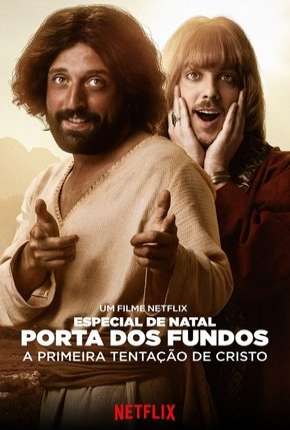 UM FILME NETFLIX
ESPECIAL DE NATAL
PORTA DOS FUNDOS
A PRIMEIRA TENTAÇÃO DE CRISTO
NETFLIX